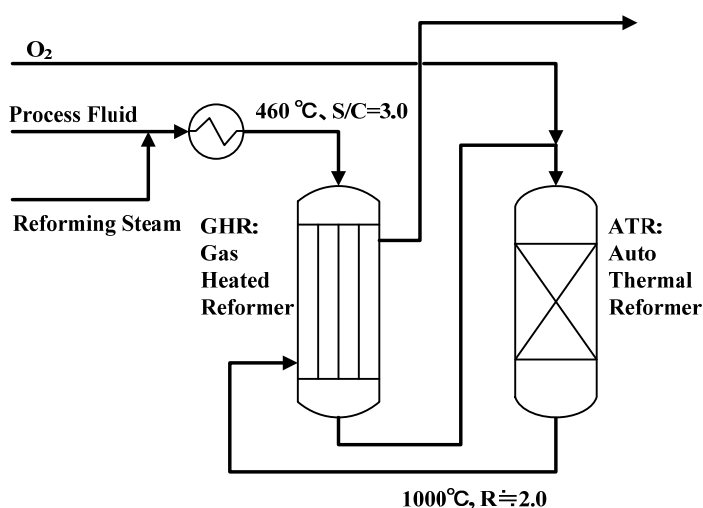 O₂
Process Fluid
460 ℃、S/C=3.0
Reforming Steam
GHR:
Gas
Heated
Reformer
ATR:
Auto
Thermal
Reformer
1000℃, R≒2.0